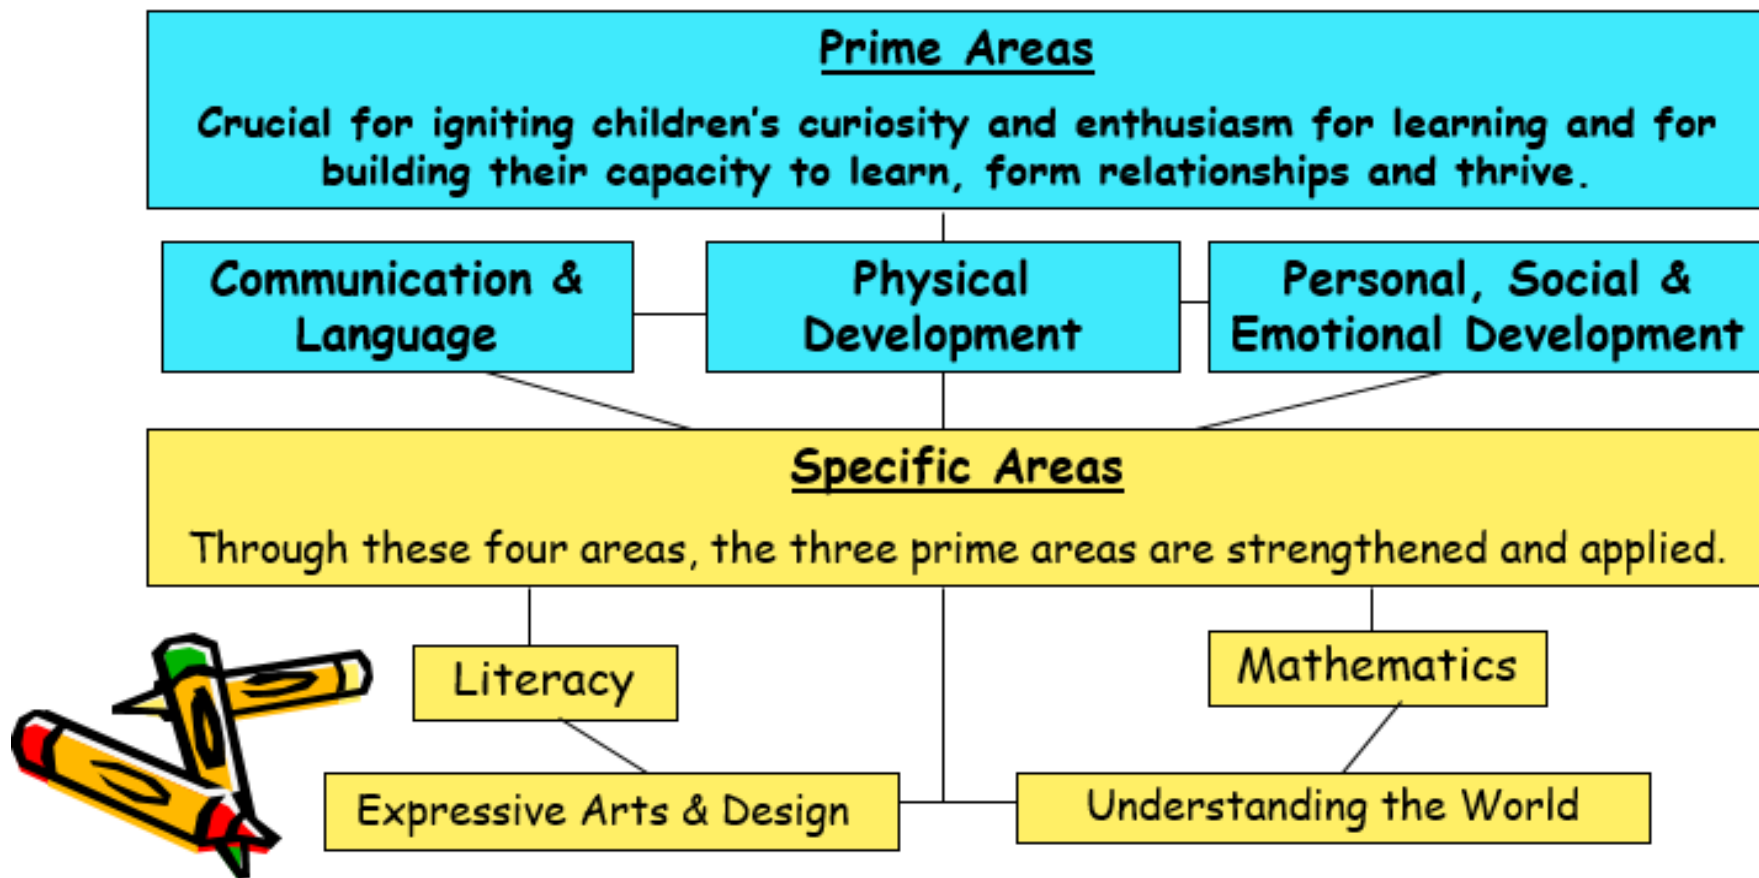 Prime Areas
Crucial for igniting children's curiosity and enthusiasm for learning and for
building their capacity to learn, form relationships and thrive.
Communication &
Language
Physical
Development
Personal, Social &
Emotional Development
Specific Areas
Through these four areas, the three prime areas are strengthened and applied.
Literacy
Mathematics
Expressive Arts & Design
Understanding the World